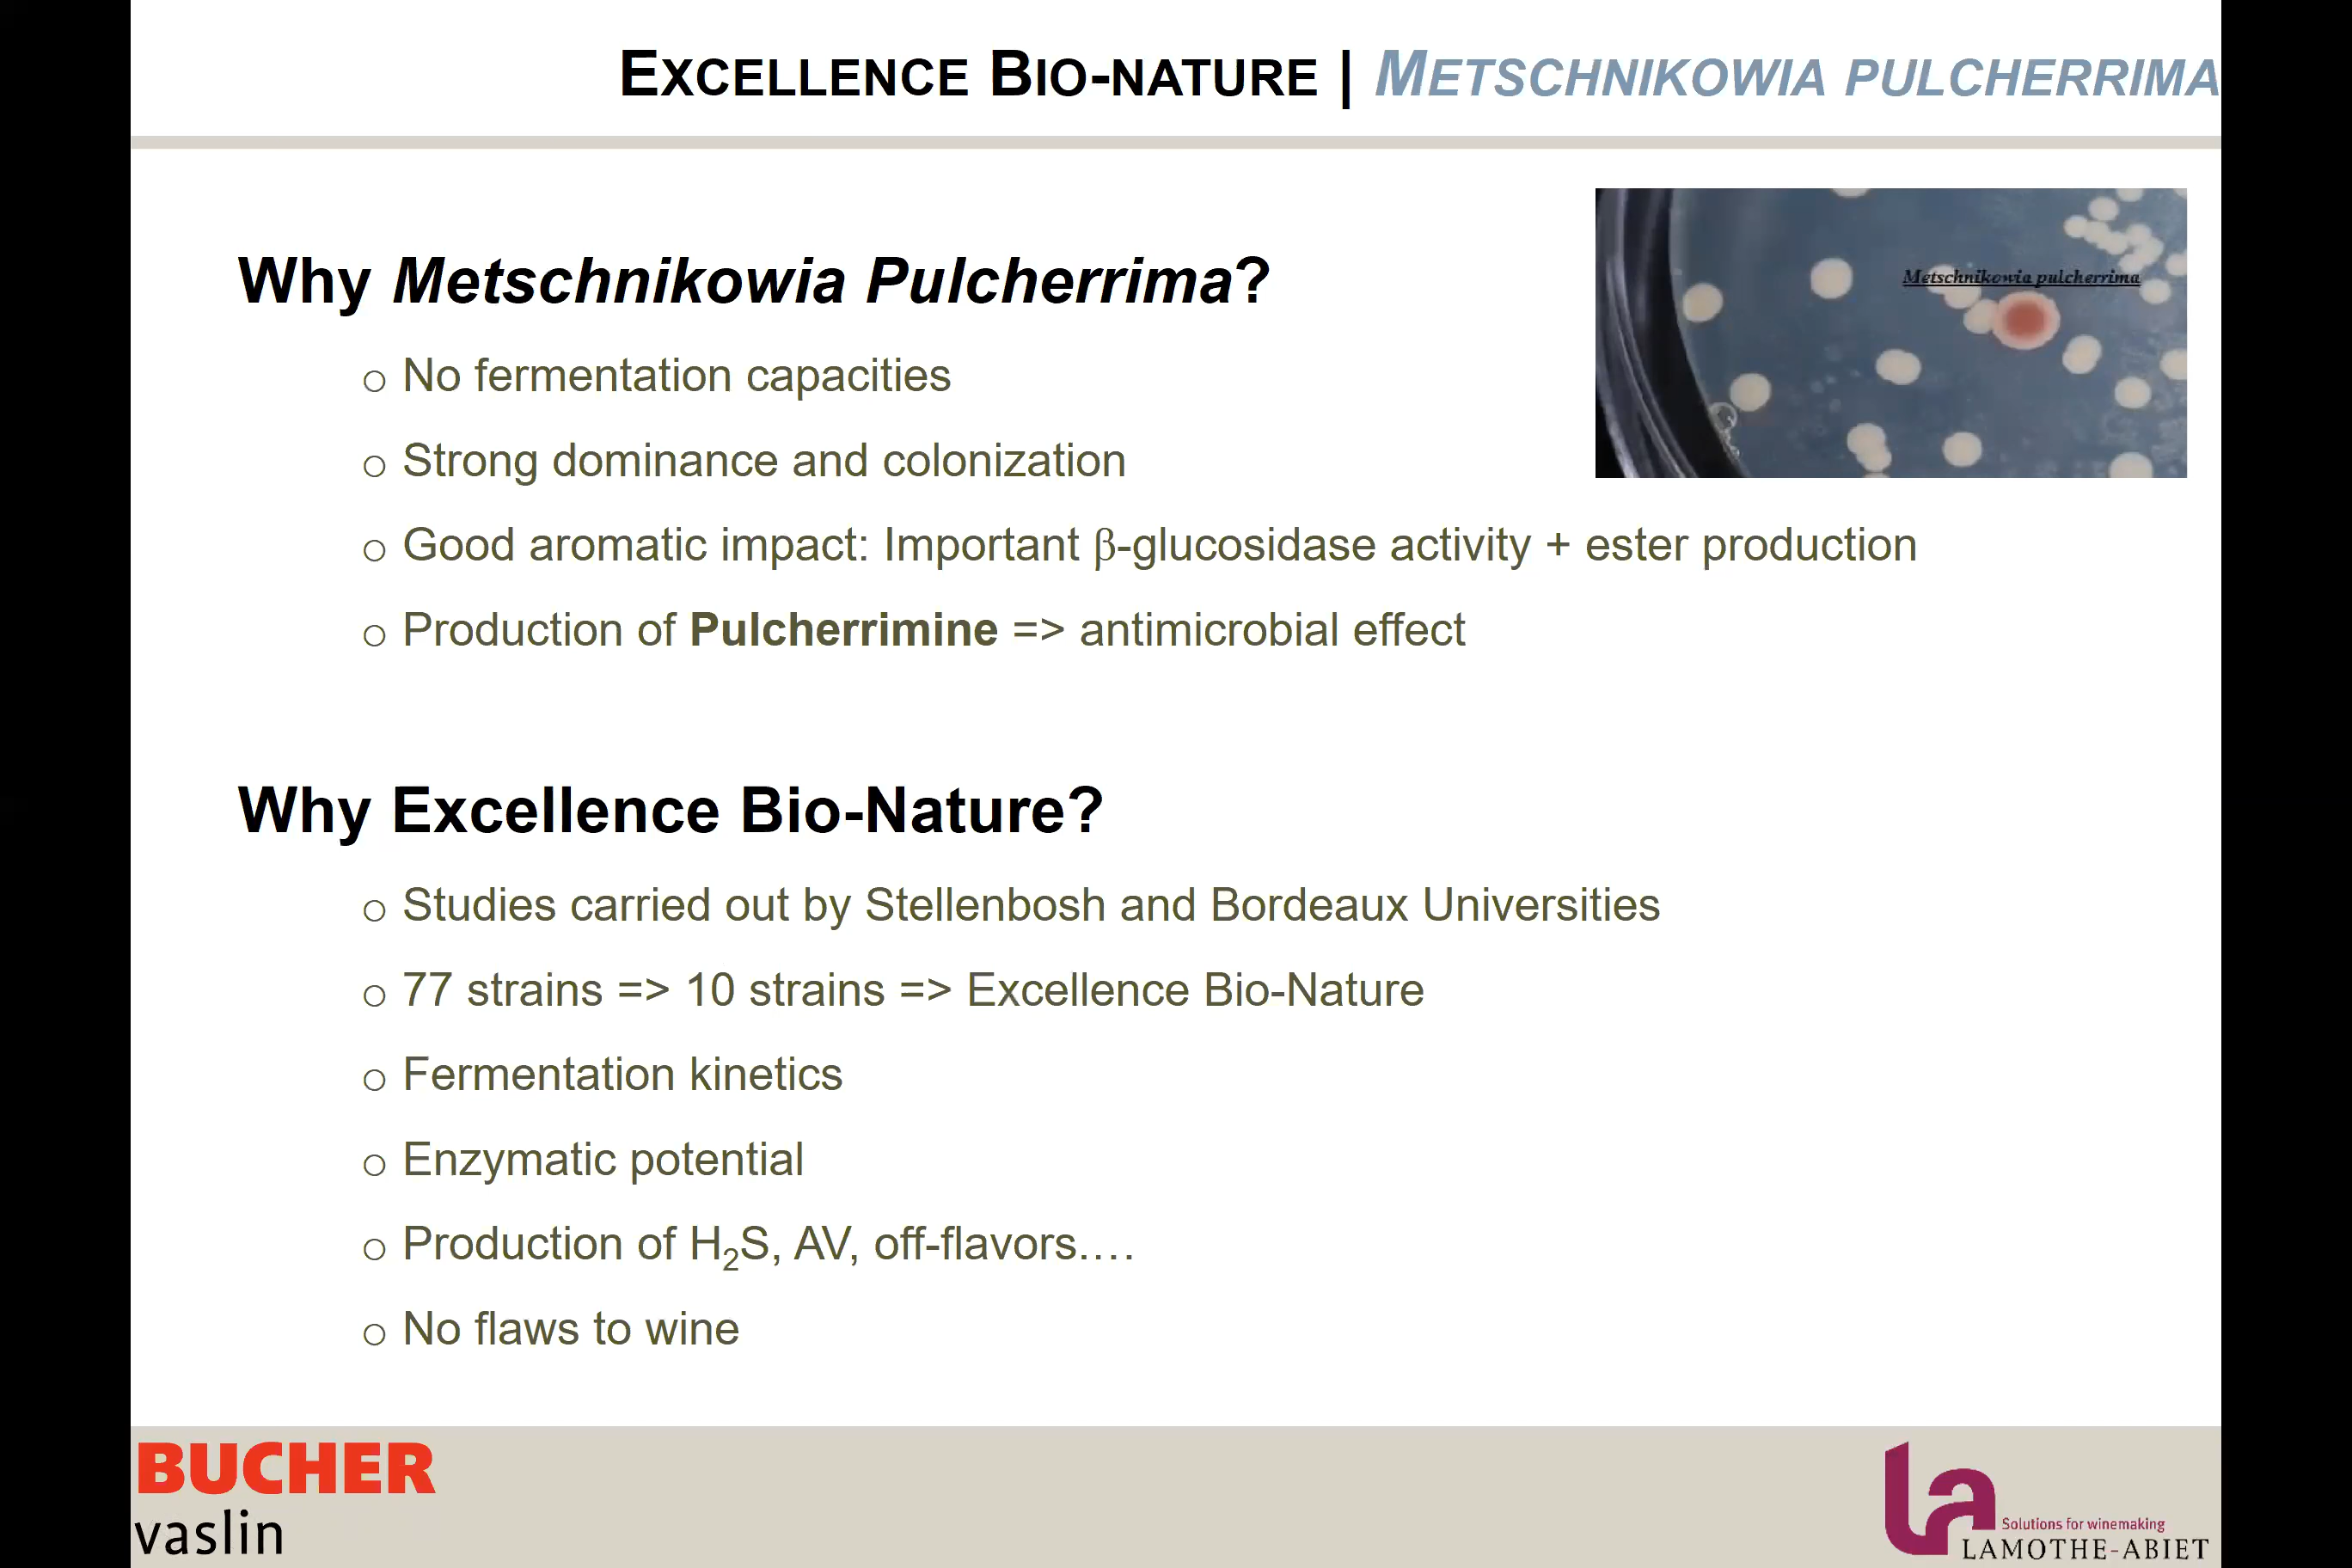 EXCELLENCE BIO-NATURE | METSCHNIKOWIA PULCHERRIMA
Metschnikowia pulcherrima
Why Metschnikowia Pulcherrima?
o No fermentation capacities
o Strong dominance and colonization
o Good aromatic impact: Important β-glucosidase activity + ester production
o Production of Pulcherrimine => antimicrobial effect
Why Excellence Bio-Nature?
o Studies carried out by Stellenbosh and Bordeaux Universities
o 77 strains => 10 strains => Excellence Bio-Nature
o Fermentation kinetics
o Enzymatic potential
o Production of H₂S, AV, off-flavors....
o No flaws to wine
BUCHER
vaslin
la
Solutions for winemaking
LAMOTHE-ABIET